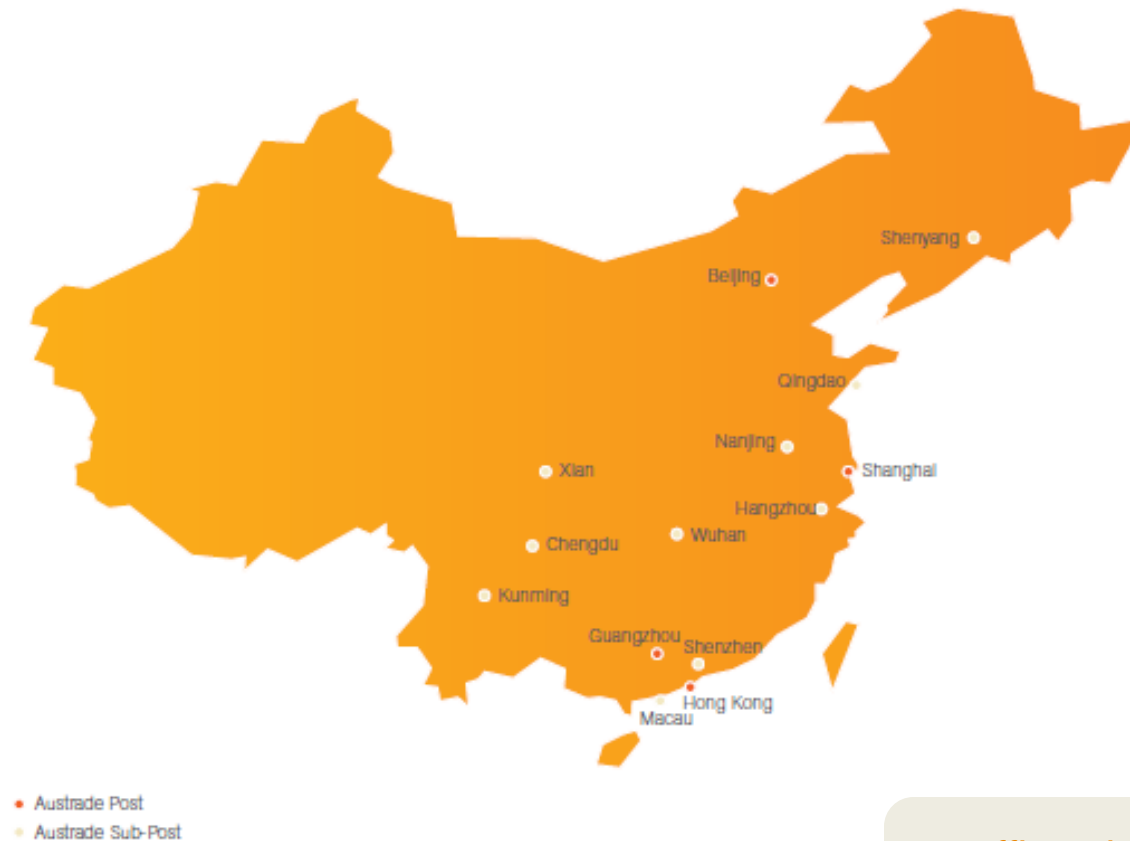 Shenyang
Beijing
Qingdao
Nanjing
Xian
Shanghai
Hangzhou
Wuhan
Chengdu
Kunming
Guangzhou
Shenzhen
Hong Kong
Macau
Austrade Post
Austrade Sub-Post